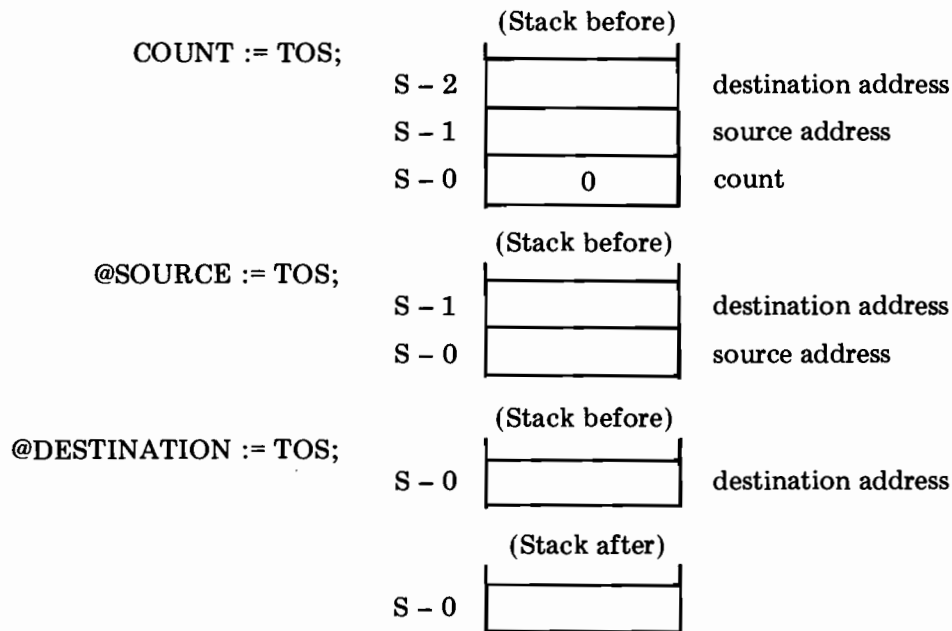 (Stack before)
COUNT := TOS;
S – 2 destination address
S – 1 source address
S – 0 0 count
(Stack before)
@SOURCE := TOS;
S – 1 destination address
S – 0 source address
(Stack before)
@DESTINATION := TOS;
S – 0 destination address
(Stack after)
S – 0